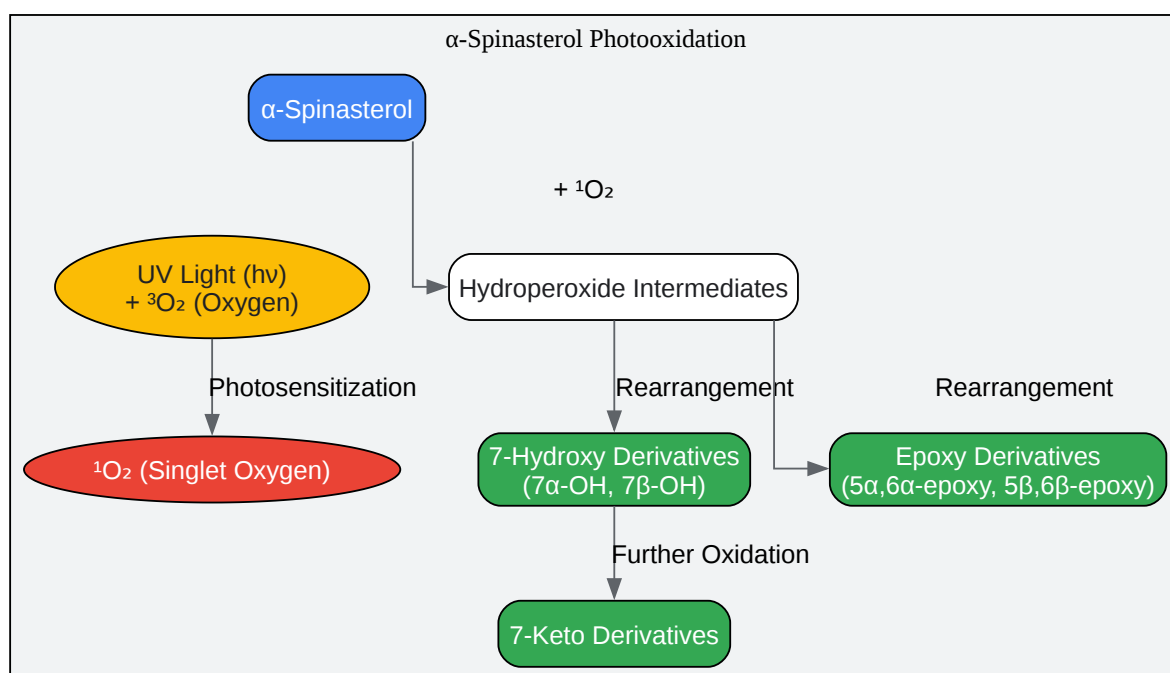 α-Spinasterol Photooxidation
α-Spinasterol
+ ¹O₂
UV Light (hν)
+ ³O₂ (Oxygen)
Hydroperoxide Intermediates
Photosensitization
Rearrangement
Rearrangement
¹O₂ (Singlet Oxygen)
7-Hydroxy Derivatives
(7α-OH, 7β-OH)
Epoxy Derivatives
(5α,6α-epoxy, 5β,6β-epoxy)
Further Oxidation
7-Keto Derivatives